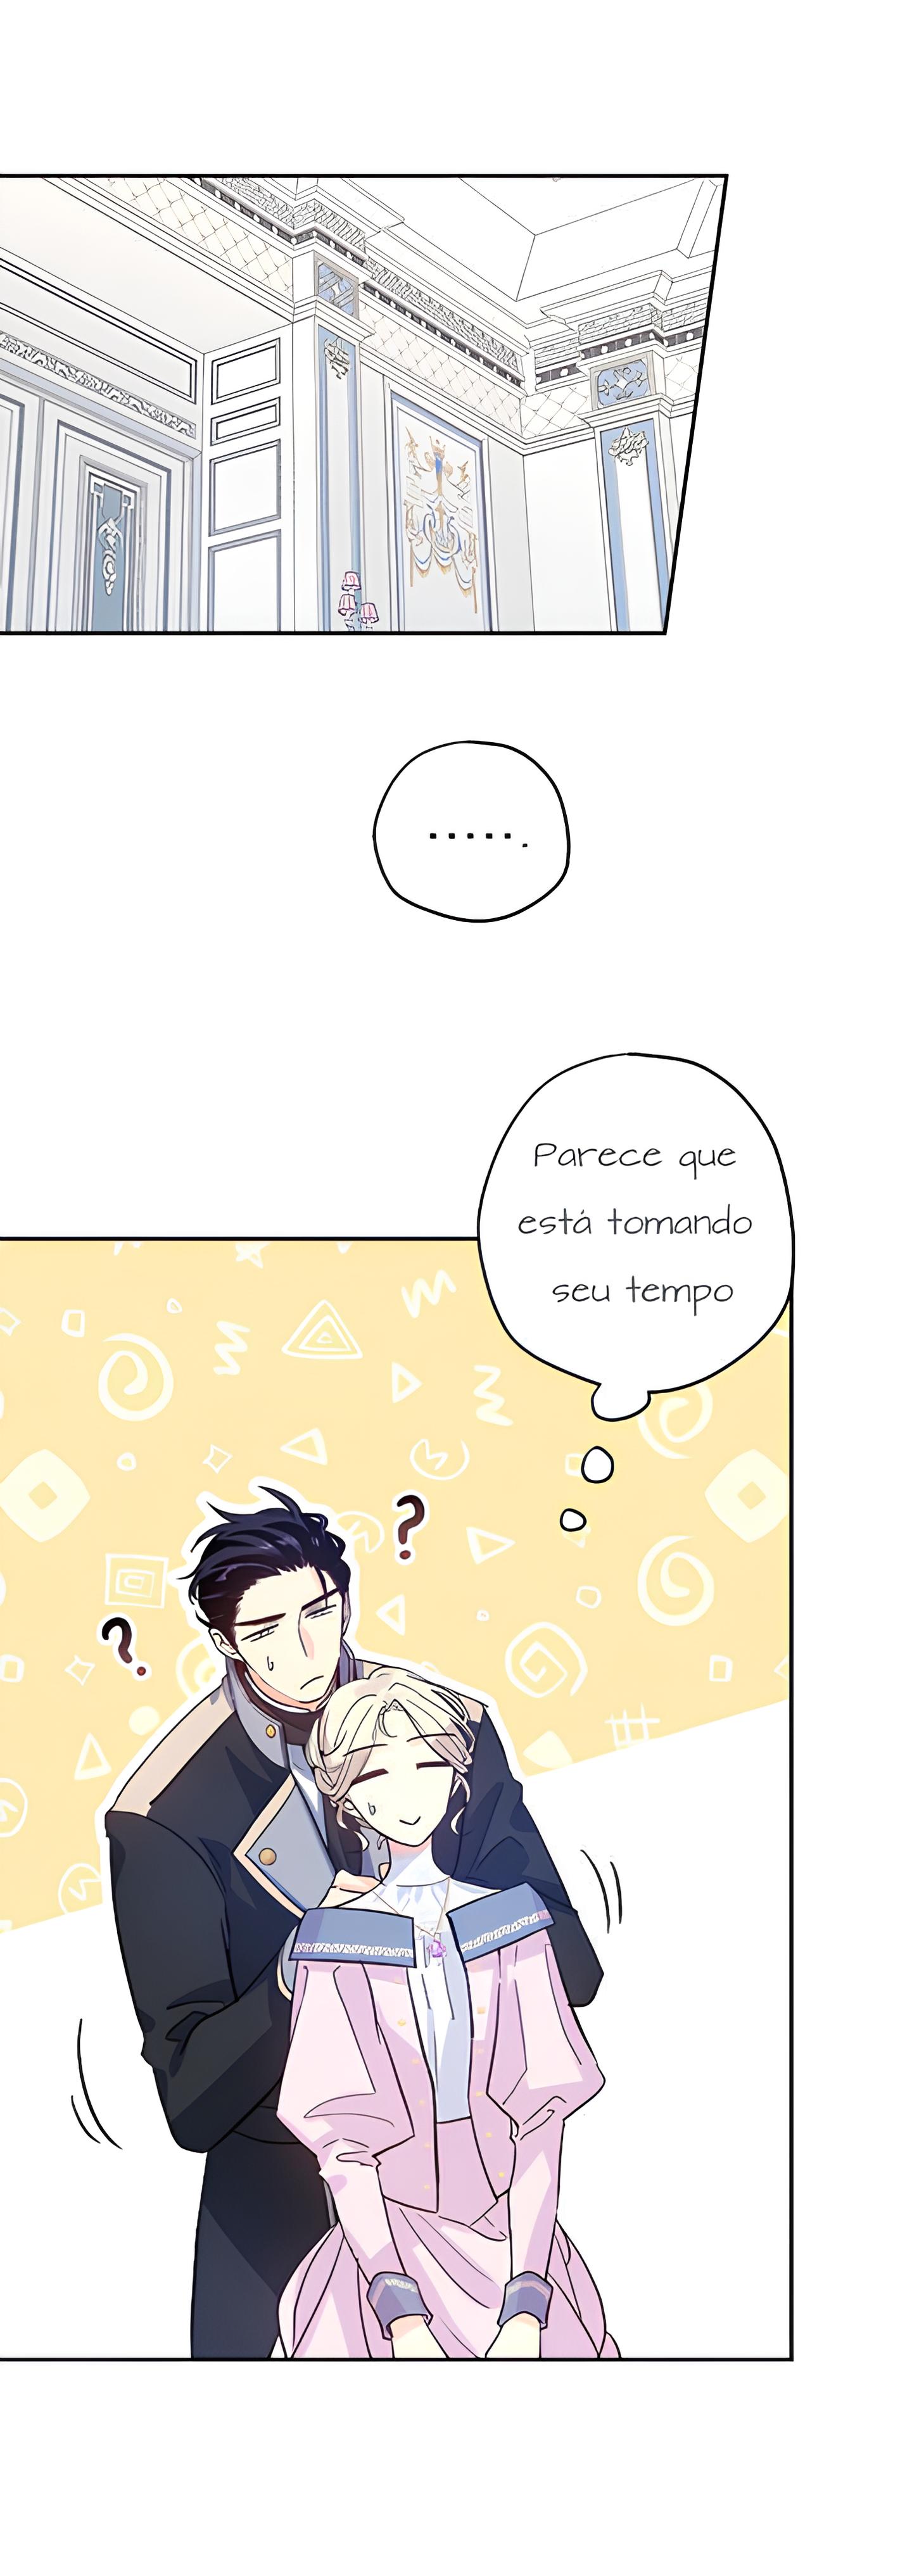 ......
Parece que
está tomando
seu tempo
?
?